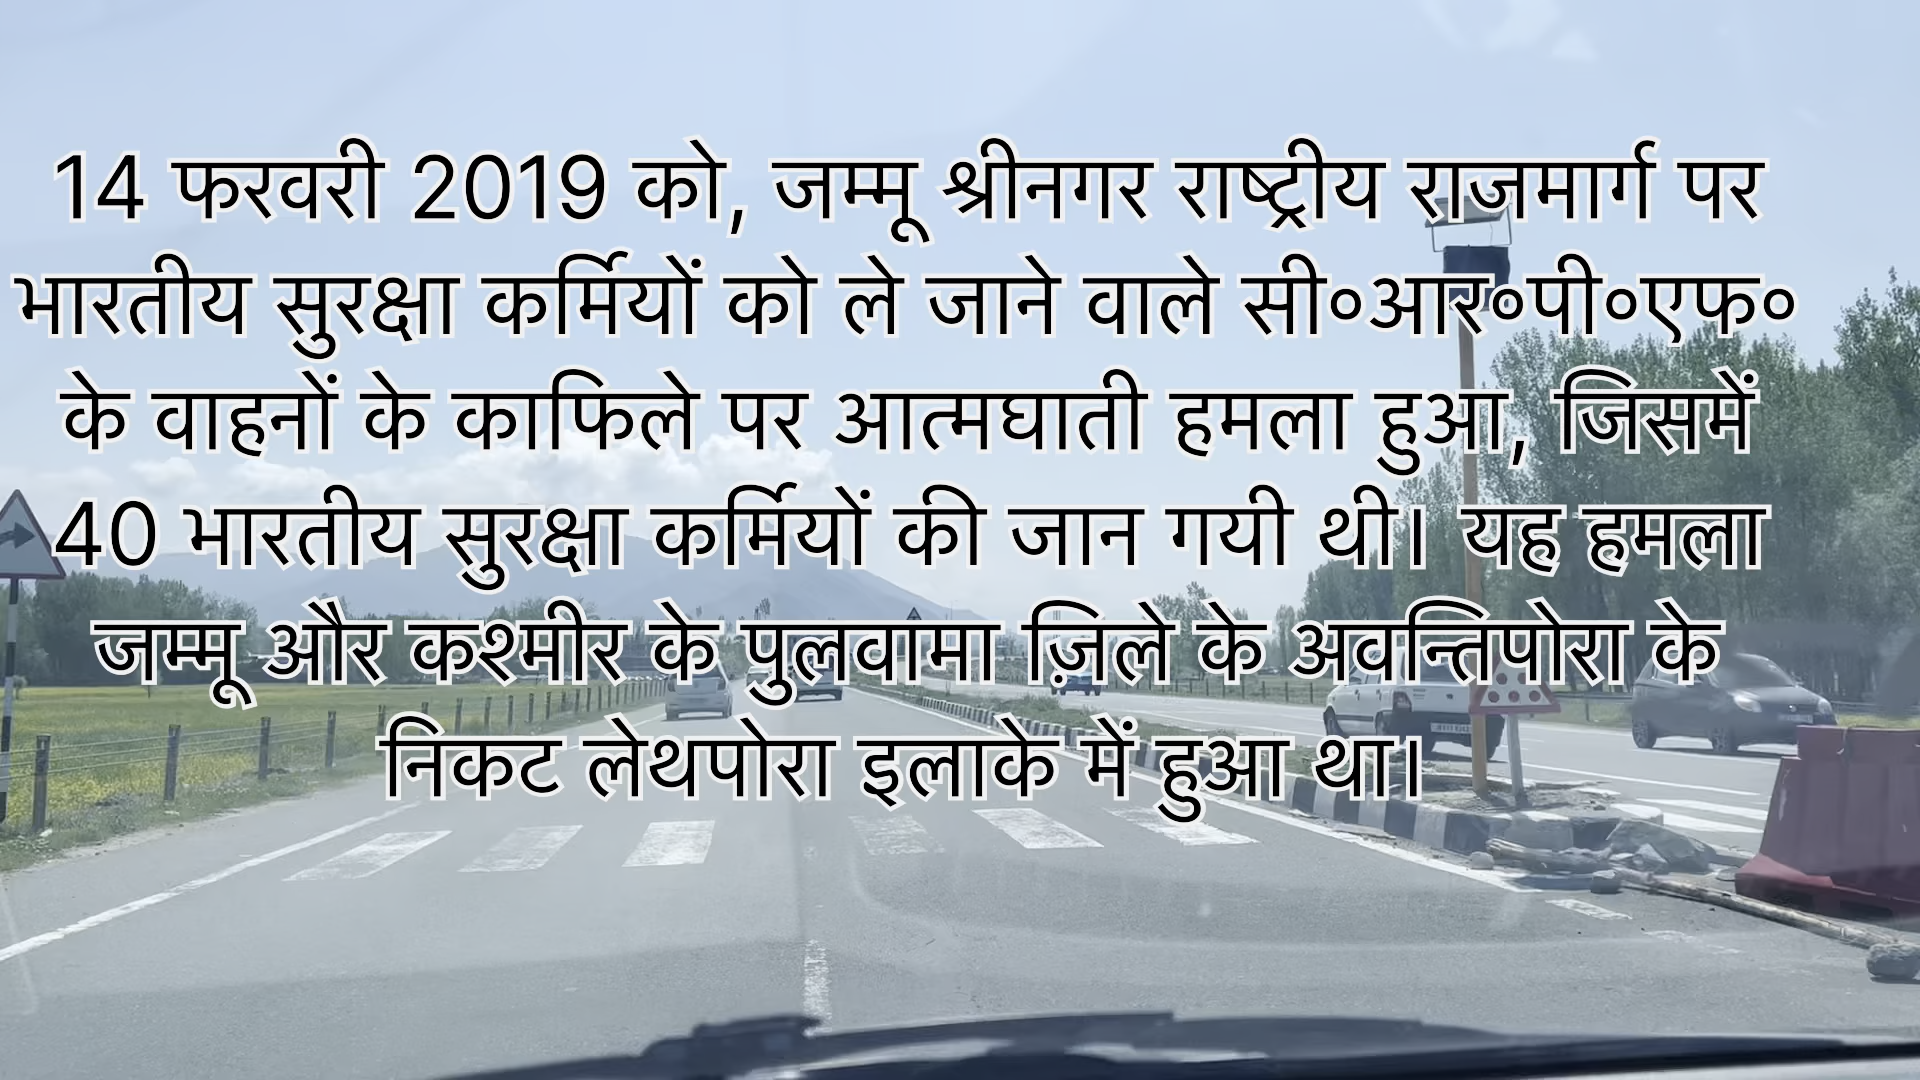 14 फरवरी 2019 को, जम्मू श्रीनगर राष्ट्रीय राजमार्ग पर
भारतीय सुरक्षा कर्मियों को ले जाने वाले सी०आर०पी०एफ०
के वाहनों के काफिले पर आत्मघाती हमला हुआ, जिसमें
40 भारतीय सुरक्षा कर्मियों की जान गयी थी। यह हमला
जम्मू और कश्मीर के पुलवामा ज़िले के अवन्तिपोरा के
निकट लेथपोरा इलाके में हुआ था।